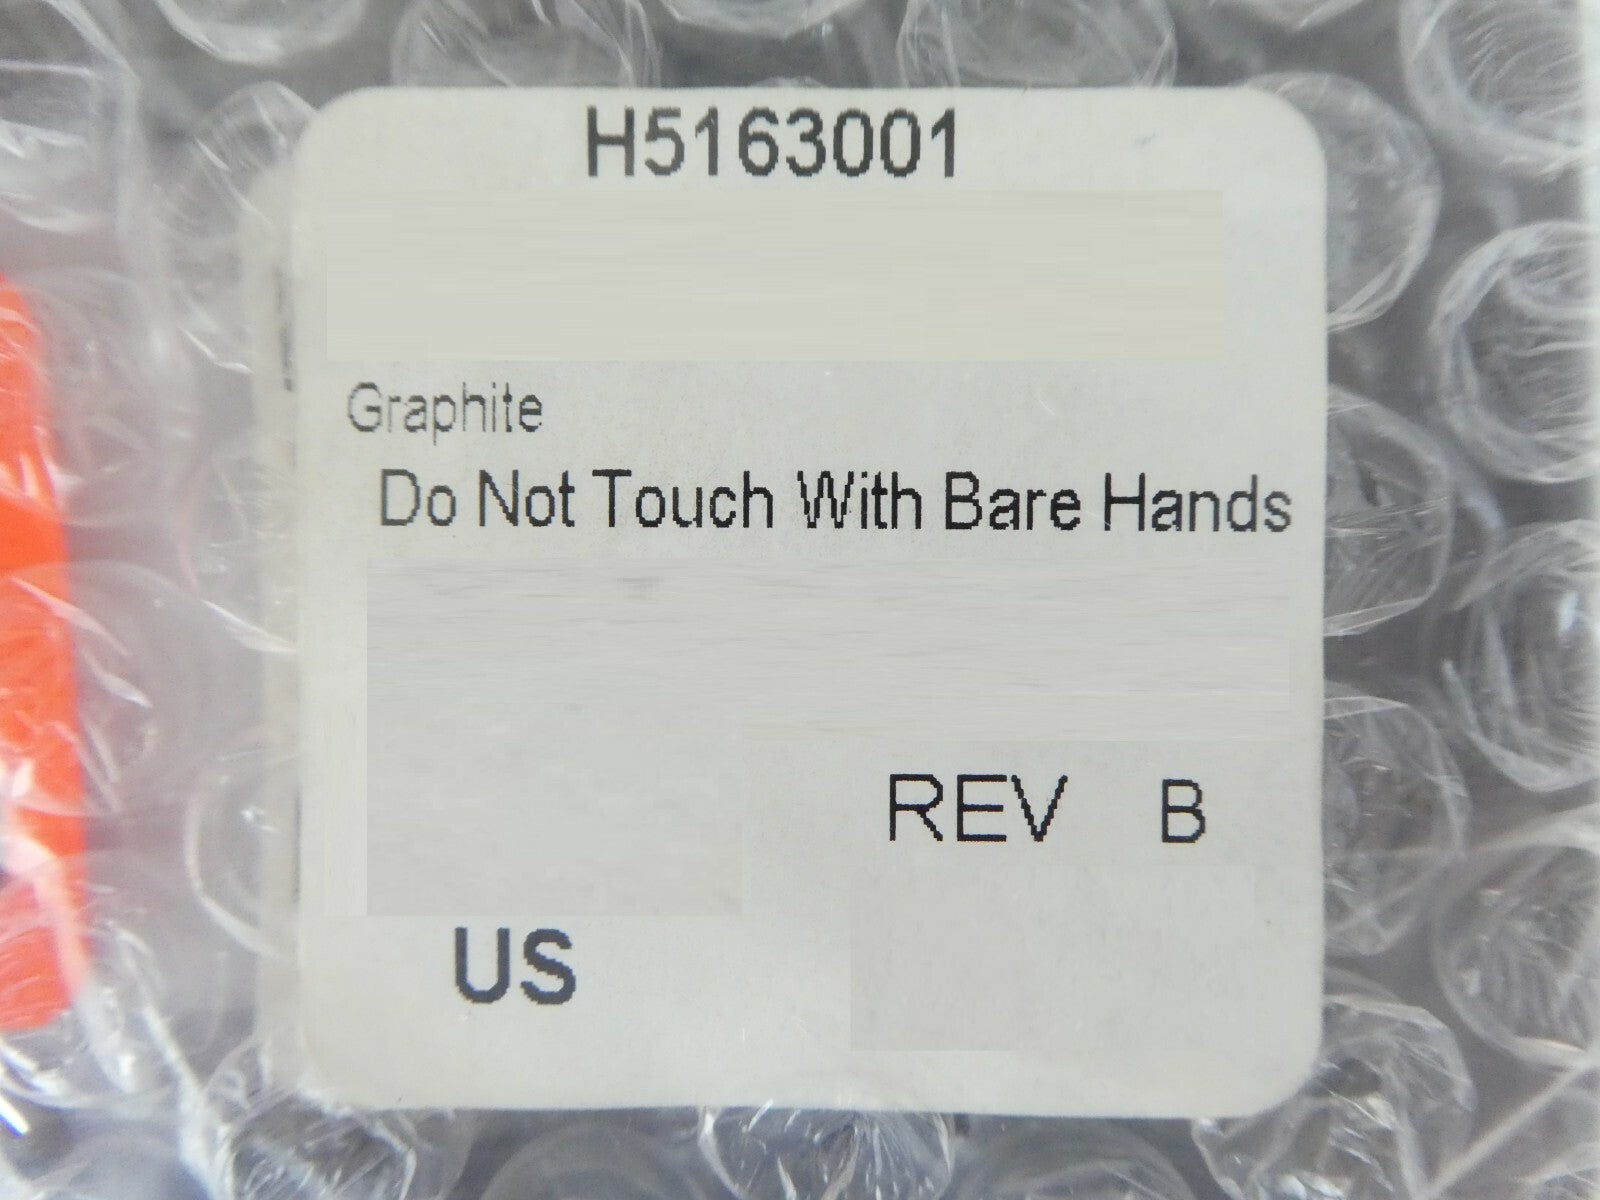 H5163001
Graphite
Do Not Touch With Bare Hands
REV B
US